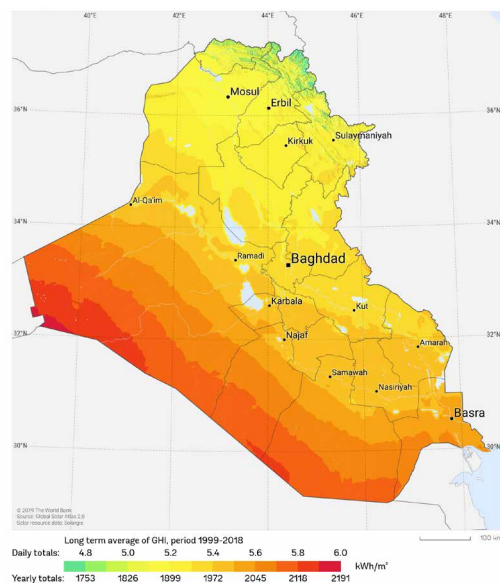 40°E 42°E 44°E 46°E 48°E
Mosul
Erbil
36°N 36°N
Kirkuk
Sulaymaniyah
34°N Al-Qa'im 34°N
Ramadi
Baghdad
Karbala
Kut
32°N 32°N
Najaf
Amarah
Samawah
Nasiriyah
Basra
30°N 30°N
© 2019 The World Bank
Source: Global Solar Atlas 2.0
Solar resource data: Solargis
100 km
Long term average of GHI, period 1999-2018
Daily totals: 4.8 5.0 5.2 5.4 5.6 5.8 6.0
kWh/m²
Yearly totals: 1753 1826 1899 1972 2045 2118 2191